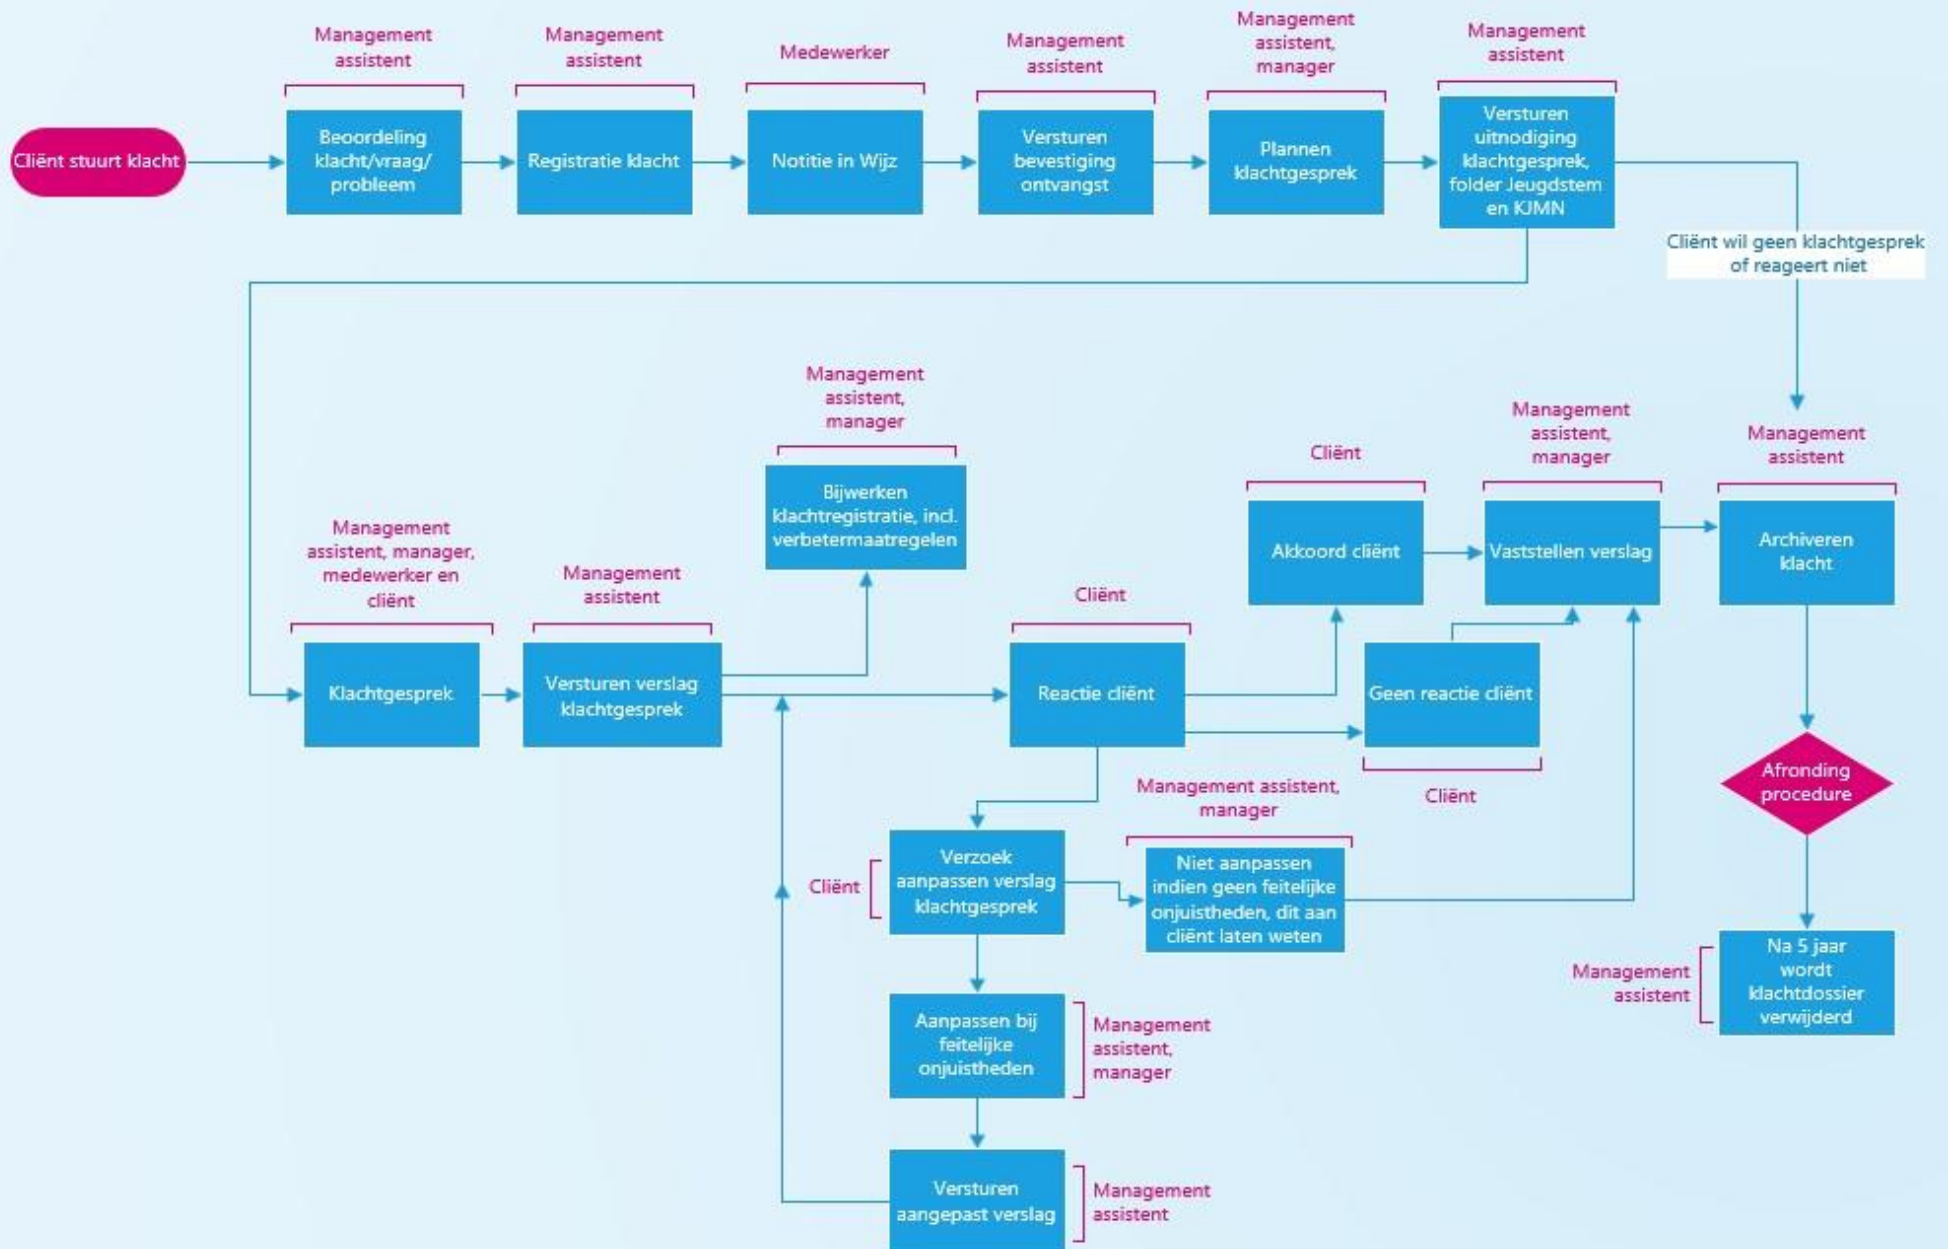 Management
assistent
Management
assistent
Medewerker
Management
assistent
Management
assistent,
manager
Management
assistent
Cliënt stuurt klacht
Beoordeling
klacht/vraag/
probleem
Registratie klacht
Notitie in Wijz
Versturen
bevestiging
ontvangst
Plannen
klachtgesprek
Versturen
uitnodiging
klachtgesprek,
folder Jeugdstem
en KJMN
Cliënt wil geen klachtgesprek
of reageert niet
Management
assistent, manager,
medewerker en
cliënt
Klachtgesprek
Management
assistent
Versturen verslag
klachtgesprek
Management
assistent,
manager
Bijwerken
klachtregistratie, incl.
verbetermaatregelen
Cliënt
Reactie cliënt
Cliënt
Akkoord cliënt
Geen reactie cliënt
Cliënt
Management
assistent,
manager
Vaststellen verslag
Management
assistent
Archiveren
klacht
Afronding
procedure
Management
assistent
Na 5 jaar
wordt
klachtdossier
verwijderd
Cliënt
Verzoek
aanpassen verslag
klachtgesprek
Management assistent,
manager
Niet aanpassen
indien geen feitelijke
onjuistheden, dit aan
cliënt laten weten
Aanpassen bij
feitelijke
onjuistheden
Management
assistent,
manager
Versturen
aangepast verslag
Management
assistent